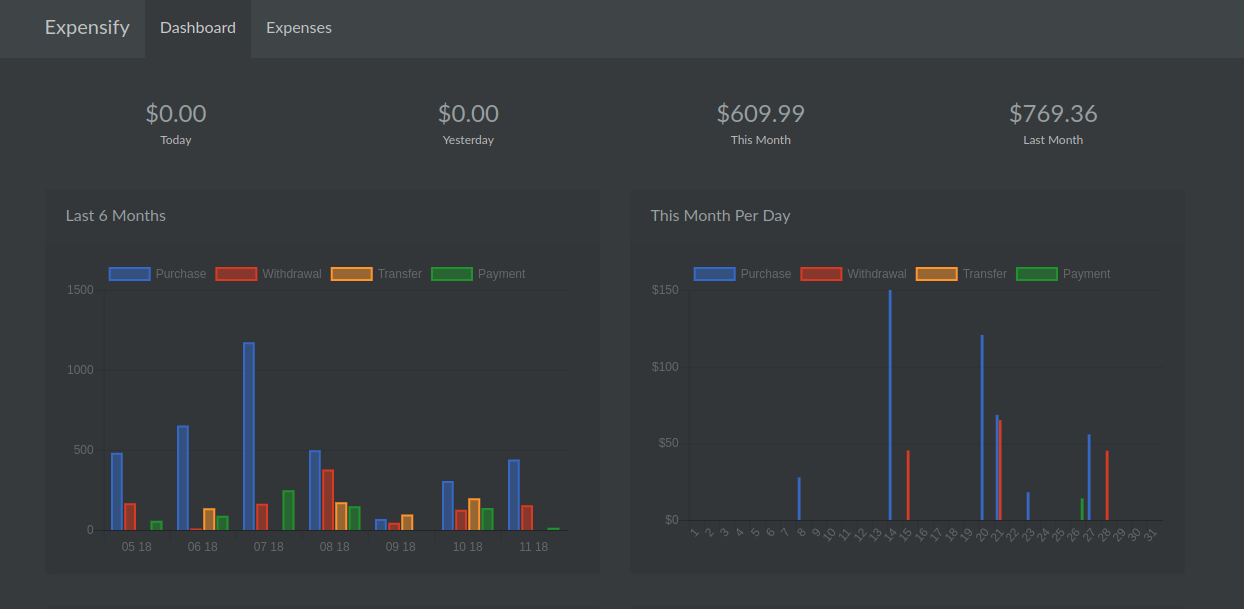 Expensify Dashboard Expenses
$0.00 $0.00 $609.99 $769.36
Today Yesterday This Month Last Month
Last 6 Months
Purchase Withdrawal Transfer Payment
1500
1000
500
0
05 18 06 18 07 18 08 18 09 18 10 18 11 18
This Month Per Day
Purchase Withdrawal Transfer Payment
$150
$100
$50
$0
1 2 3 4 5 6 7 8 9 10 11 12 13 14 15 16 17 18 19 20 21 22 23 24 25 26 27 28 29 30 31